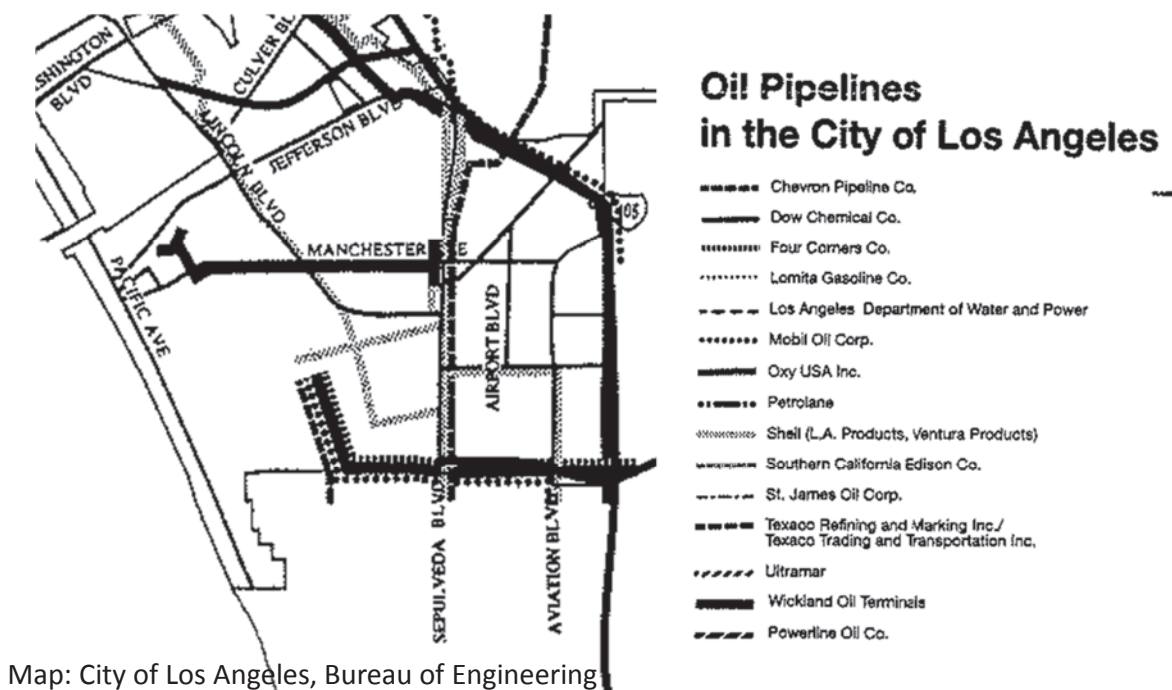 WASHINGTON
BLVD
CULVER BL
LINCOLN BLVD
JEFFERSON BLVD
MANCHESTER
E
05
PACIFIC AVE
AIRPORT BLVD
SEPULVEDA BLVD
AVIATION BLVD
Map: City of Los Angeles, Bureau of Engineering
Oil Pipelines
in the City of Los Angeles
Chevron Pipeline Co.
Dow Chemical Co.
Four Corners Co.
Lomita Gasoline Co.
Los Angeles Department of Water and Power
Mobil Oil Corp.
Oxy USA Inc.
Petrolane
Shell (L.A. Products, Ventura Products)
Southern California Edison Co.
St. James Oil Corp.
Texaco Refining and Marking Inc./
Texaco Trading and Transportation Inc.
Ultramar
Wickland Oil Terminals
Powerline Oil Co.